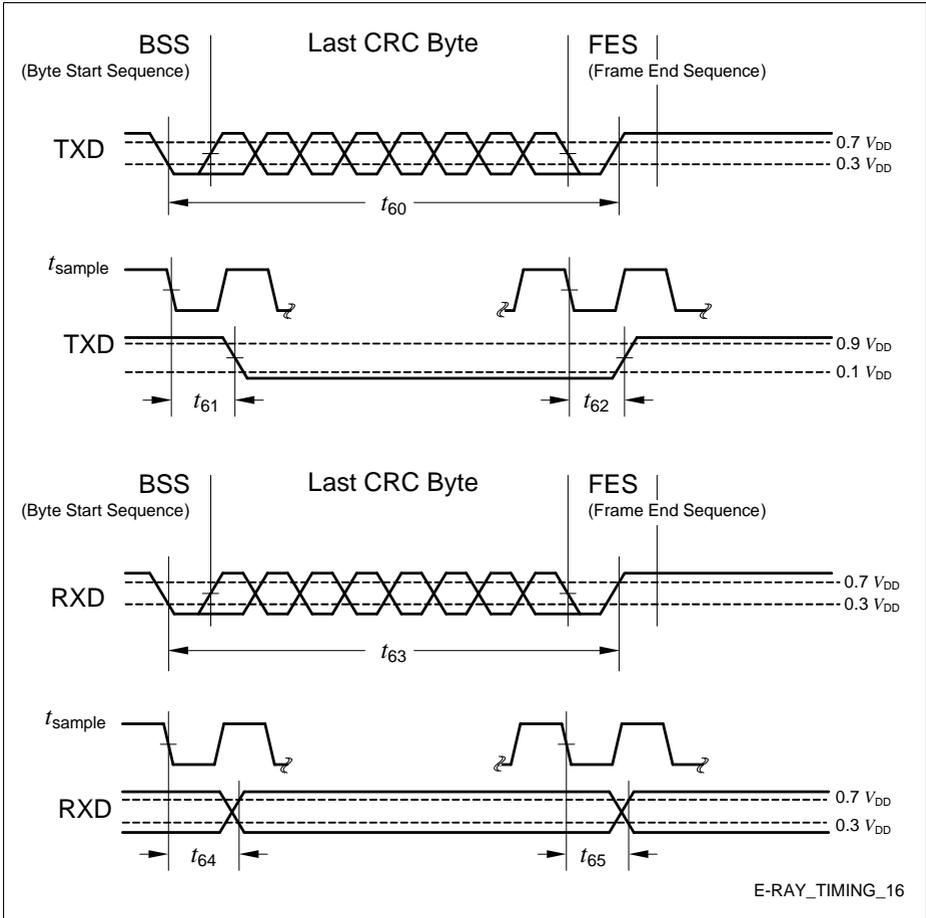 BSS Last CRC Byte FES
(Byte Start Sequence) (Frame End Sequence)
TXD
0.7 VDD
0.3 VDD
t60
tsample
TXD
0.9 VDD
0.1 VDD
t61 t62
BSS Last CRC Byte FES
(Byte Start Sequence) (Frame End Sequence)
RXD
0.7 VDD
0.3 VDD
t63
tsample
RXD
0.7 VDD
0.3 VDD
t64 t65
E-RAY_TIMING_16